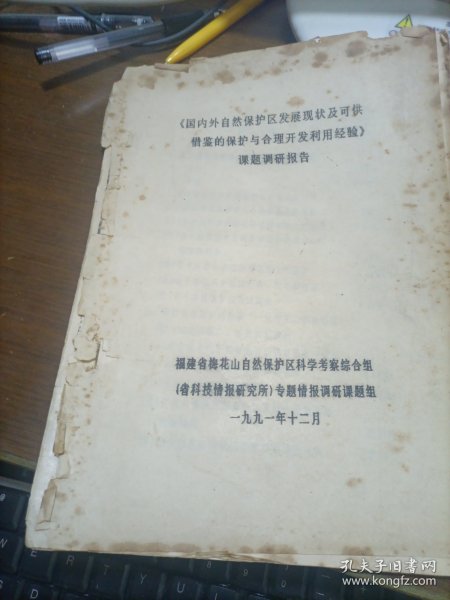 《国内外自然保护区发展现状及可供
借鉴的保护与合理开发利用经验》
课题调研报告
福建省梅花山自然保护区科学考察综合组
(省科技情报研究所)专题情报调研课题组
一九九一年十二月
孔夫子旧书网
www.kongfz.com